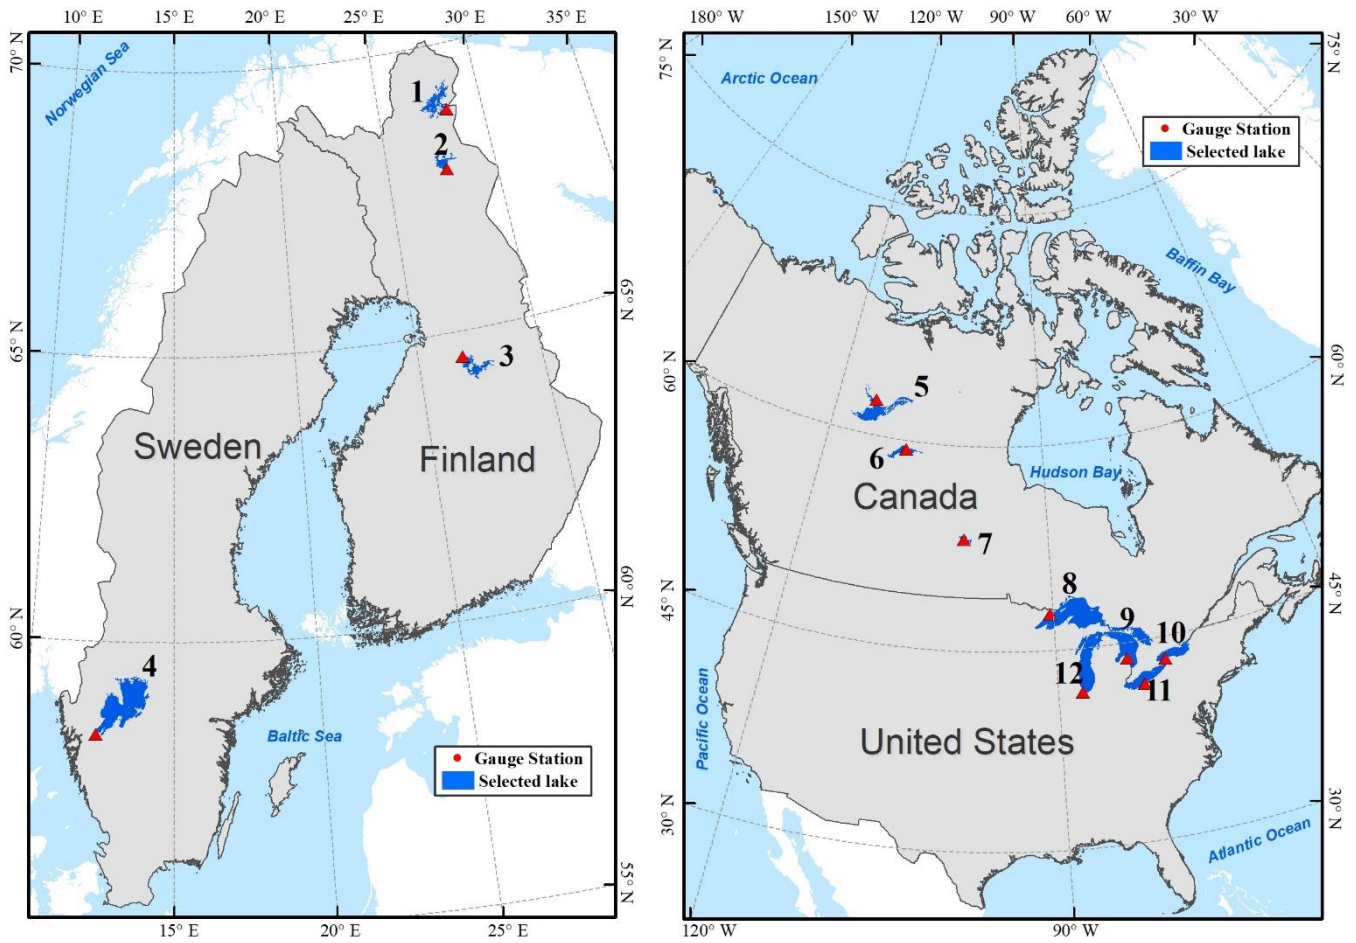 10° E
15° E
20° E
25° E
30° E
35° E
70° N
65° N
60° N
Norwegian Sea
1
2
3
Sweden
Finland
4
Baltic Sea
Gauge Station
Selected lake
65° N
60° N
55° N
15° E
20° E
25° E
180° W
150° W
120° W
90° W
60° W
30° W
75° N
60° N
45° N
30° N
Arctic Ocean
Gauge Station
Selected lake
Baffin Bay
5
6
Hudson Bay
Canada
7
8
9
10
12
11
Pacific Ocean
United States
Atlantic Ocean
75° N
60° N
45° N
30° N
120° W
90° W